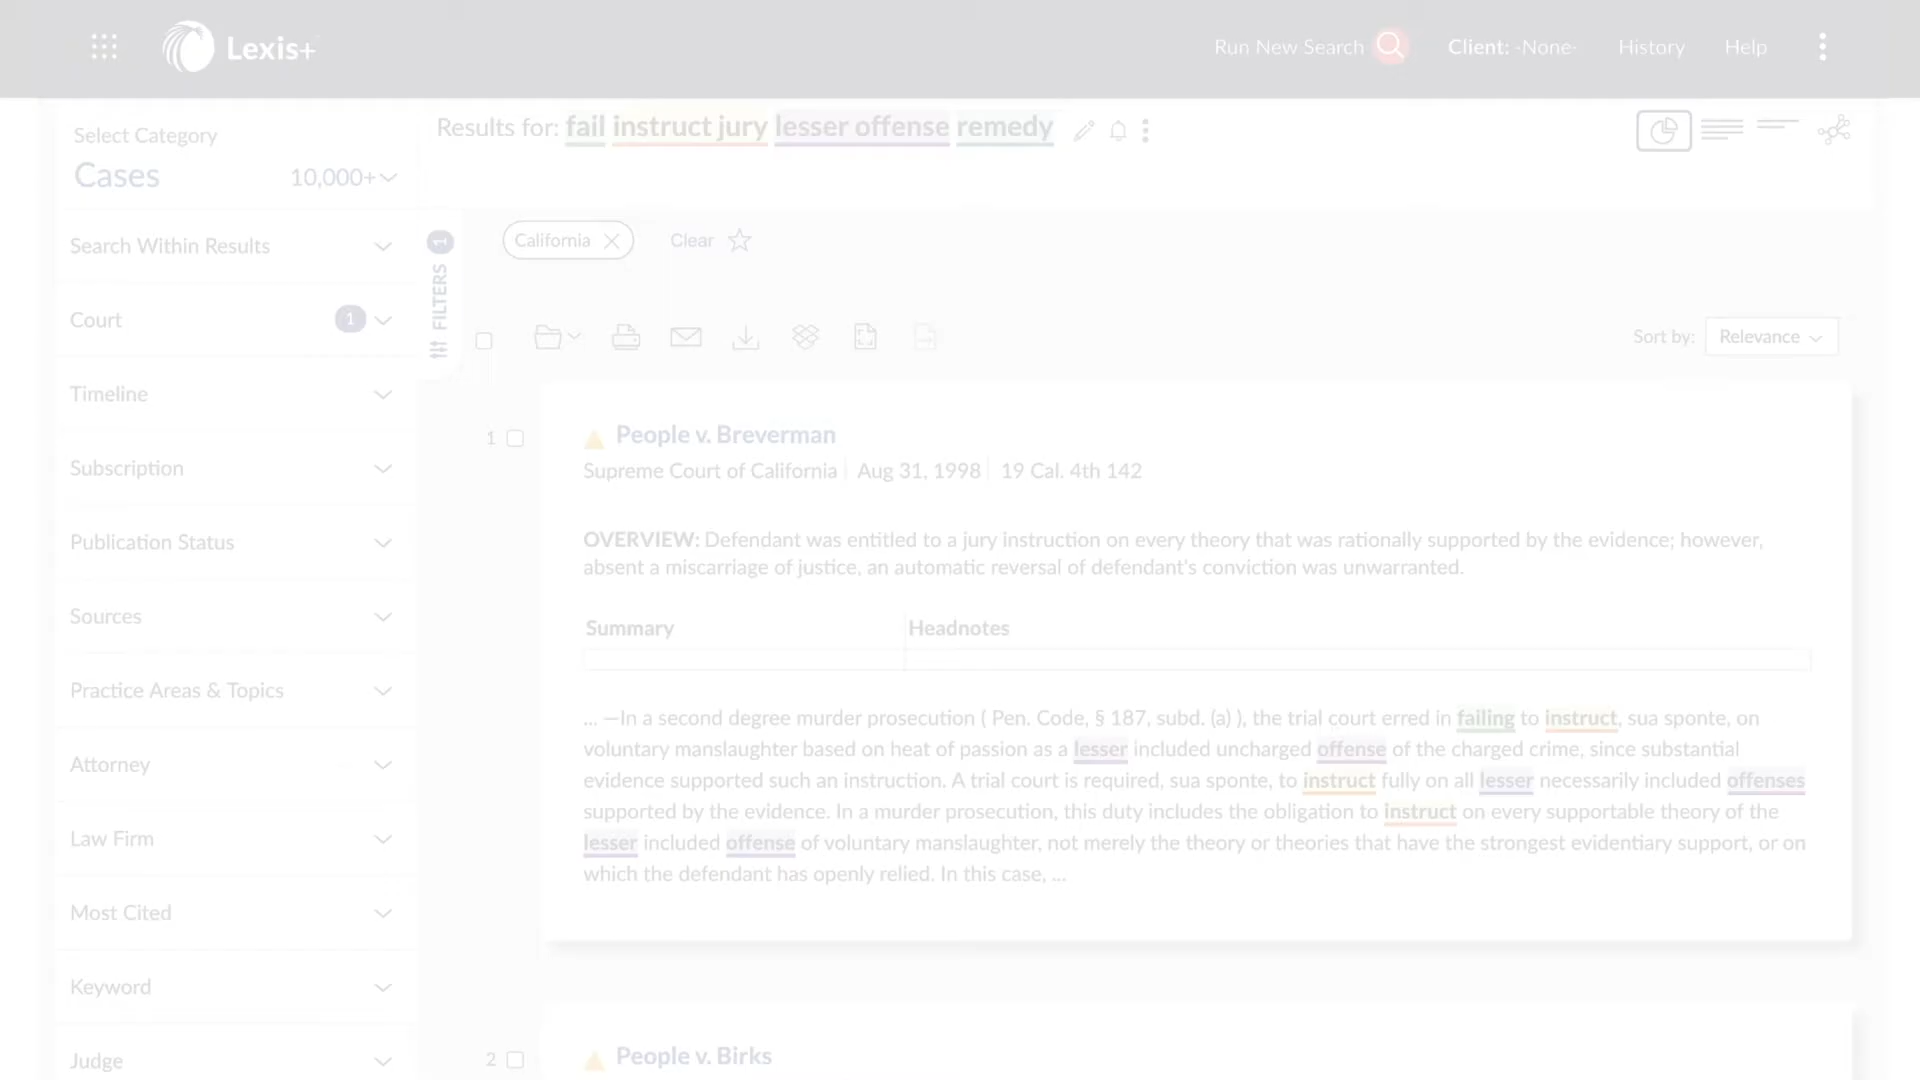 Lexis+
Run New Search
Client: -None-
History
Help
Select Category
Cases
10,000+
Search Within Results
Court
1
Timeline
Subscription
Publication Status
Sources
Practice Areas & Topics
Attorney
Law Firm
Most Cited
Keyword
Judge
1
FILTERS
Results for: fail instruct jury lesser offense remedy
California
Clear
Sort by:
Relevance
1
People v. Breverman
Supreme Court of California
Aug 31, 1998
19 Cal. 4th 142
OVERVIEW: Defendant was entitled to a jury instruction on every theory that was rationally supported by the evidence; however,
absent a miscarriage of justice, an automatic reversal of defendant's conviction was unwarranted.
Summary
Headnotes
... —In a second degree murder prosecution ( Pen. Code, § 187, subd. (a) ), the trial court erred in failing to instruct, sua sponte, on
voluntary manslaughter based on heat of passion as a lesser included uncharged offense of the charged crime, since substantial
evidence supported such an instruction. A trial court is required, sua sponte, to instruct fully on all lesser necessarily included offenses
supported by the evidence. In a murder prosecution, this duty includes the obligation to instruct on every supportable theory of the
lesser included offense of voluntary manslaughter, not merely the theory or theories that have the strongest evidentiary support, or on
which the defendant has openly relied. In this case, ...
2
People v. Birks